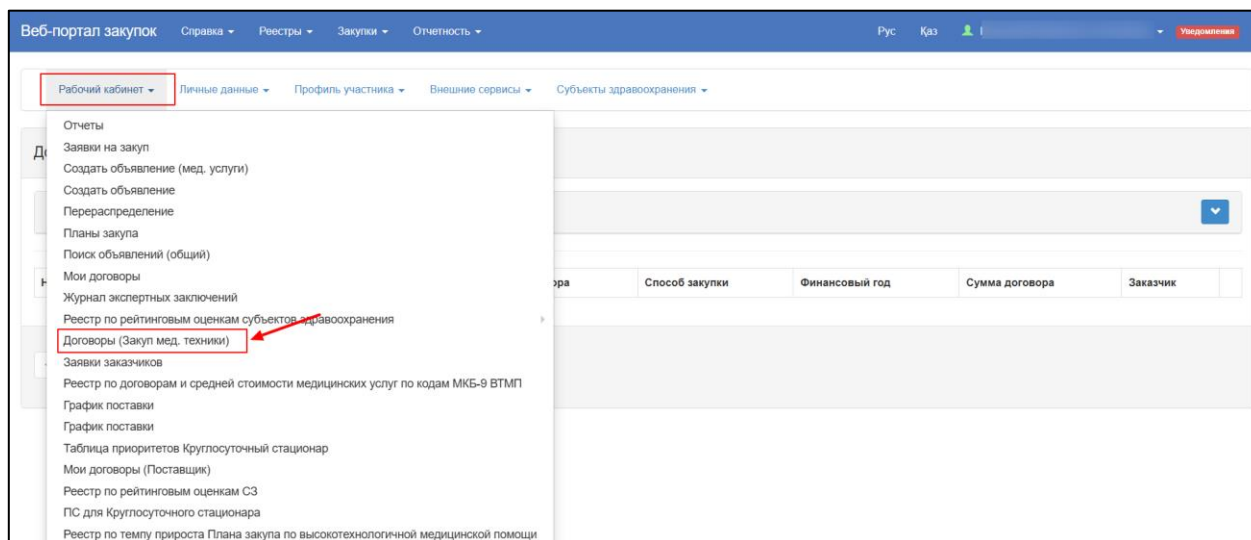 Веб-портал закупок Справка Реестры Закупки Отчетность Рус Қаз Уведомления
Рабочий кабинет Личные данные Профиль участника Внешние сервисы Субъекты здравоохранения
Отчеты
Заявки на закуп
Создать объявление (мед. услуги)
Создать объявление
Перераспределение
Планы закупа
Поиск объявлений (общий)
Мои договоры
Способ закупки Финансовый год Сумма договора Заказчик
Журнал экспертных заключений
Реестр по рейтинговым оценкам субъектов здравоохранения
Договоры (Закуп мед. техники)
Заявки заказчиков
Реестр по договорам и средней стоимости медицинских услуг по кодам МКБ-9 ВТМП
График поставки
График поставки
Таблица приоритетов Круглосуточный стационар
Мои договоры (Поставщик)
Реестр по рейтинговым оценкам СЗ
ПС для Круглосуточного стационара
Реестр по темпу прироста Плана закупа по высокотехнологичной медицинской помощи